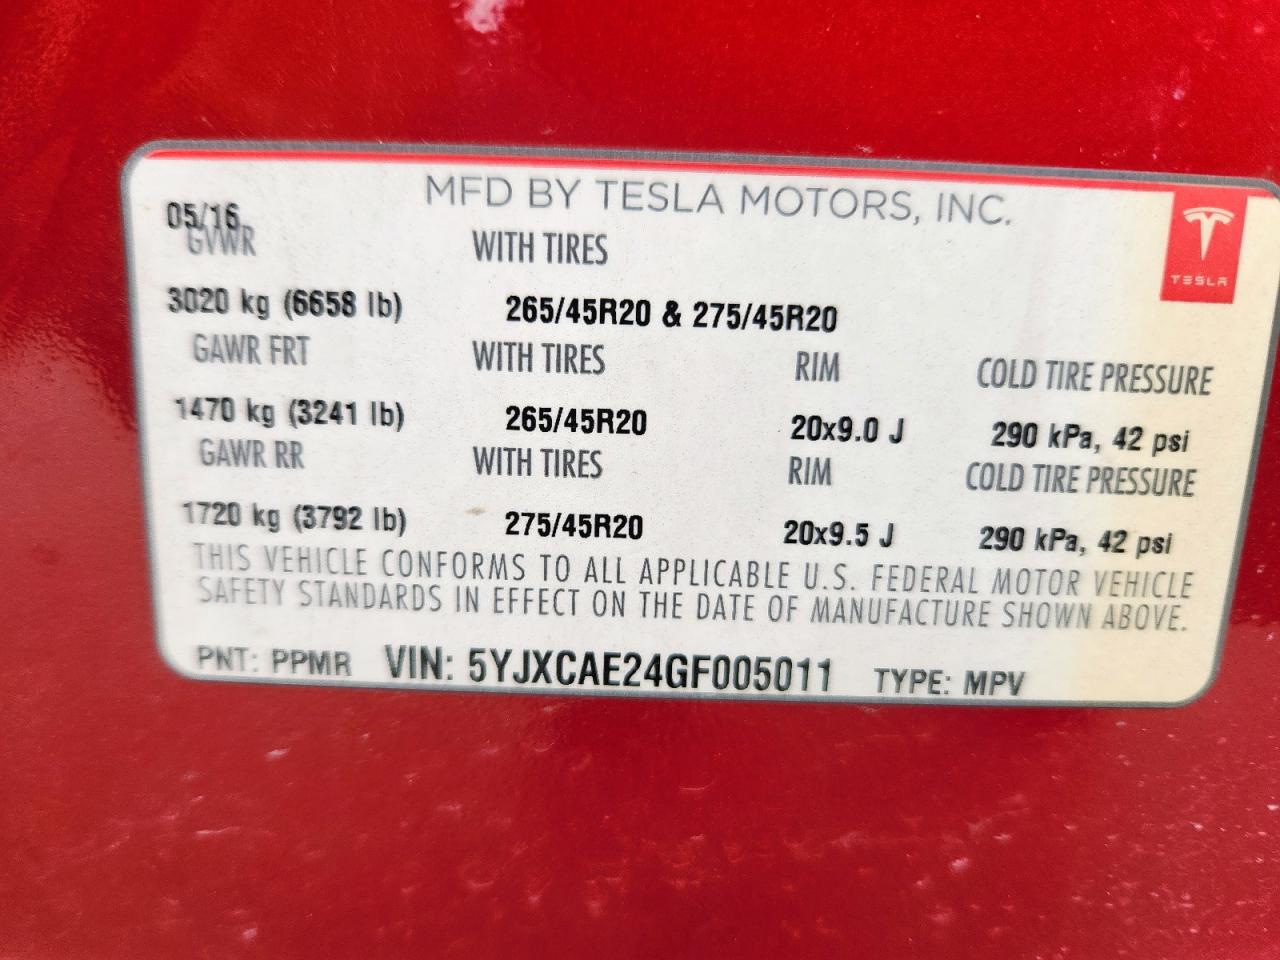 MFD BY TESLA MOTORS, INC.
05/16
GVWR WITH TIRES
TESLA
3020 kg (6658 lb) 265/45R20 & 275/45R20
GAWR FRT WITH TIRES RIM COLD TIRE PRESSURE
1470 kg (3241 lb) 265/45R20 20x9.0 J 290 kPa, 42 psi
GAWR RR WITH TIRES RIM COLD TIRE PRESSURE
1720 kg (3792 lb) 275/45R20 20x9.5 J 290 kPa, 42 psi
THIS VEHICLE CONFORMS TO ALL APPLICABLE U.S. FEDERAL MOTOR VEHICLE
SAFETY STANDARDS IN EFFECT ON THE DATE OF MANUFACTURE SHOWN ABOVE.
PNT: PPMR VIN: 5YJXCAE24GF005011 TYPE: MPV